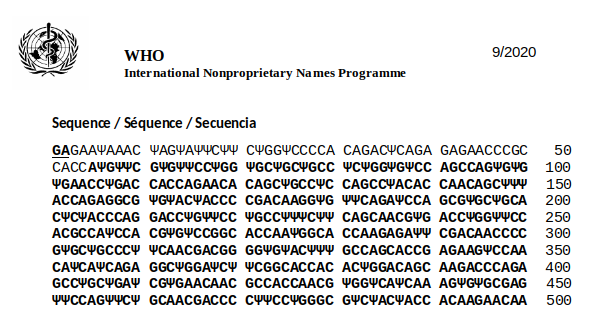 WHO
9/2020
International Nonproprietary Names Programme
Sequence / Séquence / Secuencia
GAGAAΨAAAC ΨAGΨAΨΨCΨΨ CΨGGΨCCCCA CAGACΨCAGA GAGAACCCGC 50
CACCAΨGΨΨC GΨGΨΨCCΨGG ΨGCΨGCΨGCC ΨCΨGGΨGΨCC AGCCAGΨGΨG 100
ΨGAACCΨGAC CACCAGAACA CAGCΨGCCΨC CAGCCΨACAC CAACAGCΨΨΨ 150
ACCAGAGGCG ΨGΨACΨACCC CGACAAGGΨG ΨΨCAGAΨCCA GCGΨGCΨGCA 200
CΨCΨACCCAG GACCΨGΨΨCC ΨGCCΨΨΨCΨΨ CAGCAACGΨG ACCΨGGΨΨCC 250
ACGCCAΨCCA CGΨGΨCCGGC ACCAAΨGGCA CCAAGAGAΨΨ CGACAACCCC 300
GΨGCΨGCCCΨ ΨCAACGACGG GGΨGΨACΨΨΨ GCCAGCACCG AGAAGΨCCAA 350
CAΨCAΨCAGA GGCΨGGAΨCΨ ΨCGGCACCAC ACΨGGACAGC AAGACCCAGA 400
GCCΨGCΨGAΨ CGΨGAACAAC GCCACCAACG ΨGGΨCAΨCAA AGΨGΨGCGAG 450
ΨΨCCAGΨΨCΨ GCAACGACCC CΨΨCCΨGGGC GΨCΨACΨACC ACAAGAACAA 500